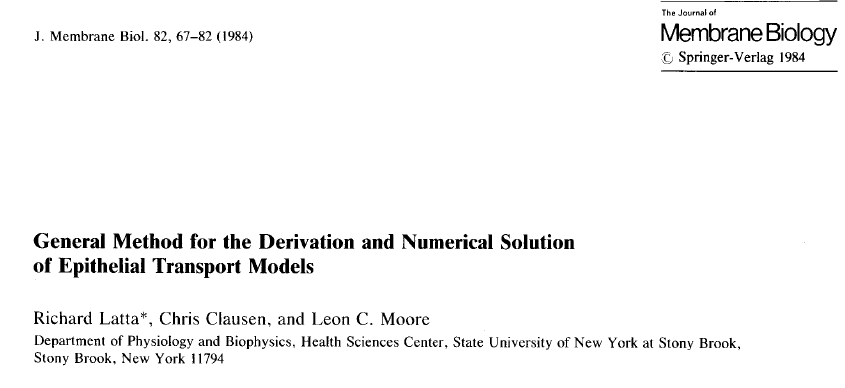 J. Membrane Biol. 82, 67–82 (1984)
The Journal of
Membrane Biology
© Springer-Verlag 1984
General Method for the Derivation and Numerical Solution
of Epithelial Transport Models
Richard Latta*, Chris Clausen, and Leon C. Moore
Department of Physiology and Biophysics, Health Sciences Center, State University of New York at Stony Brook,
Stony Brook, New York 11794